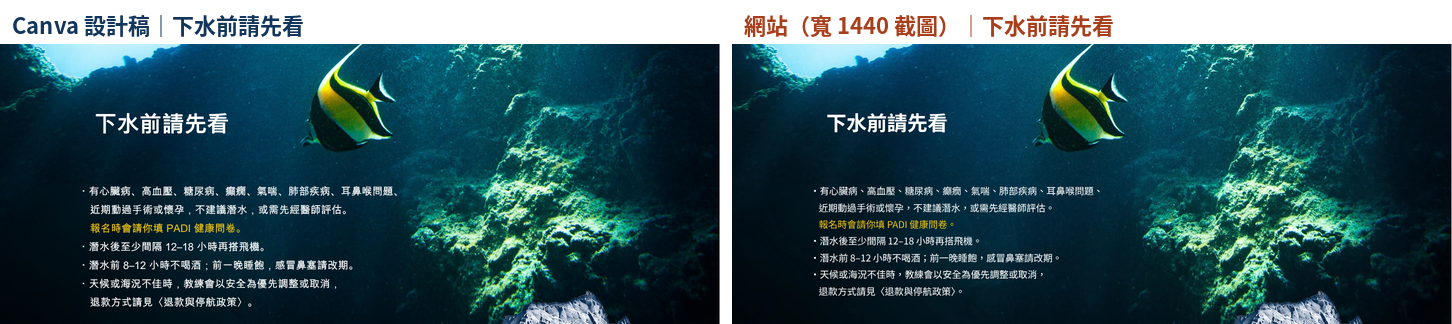 Canva 設計稿｜下水前請先看
下水前請先看
・有心臟病、高血壓、糖尿病、癲癇、氣喘、肺部疾病、耳鼻喉問題、
近期動過手術或懷孕，不建議潛水，或需先經醫師評估。
報名時會請你填 PADI 健康問卷。
・潛水後至少間隔 12–18 小時再搭飛機。
・潛水前 8–12 小時不喝酒；前一晚睡飽，感冒鼻塞請改期。
・天候或海況不佳時，教練會以安全為優先調整或取消，
退款方式請見〈退款與停航政策〉。
網站（寬 1440 截圖）｜下水前請先看
下水前請先看
・有心臟病、高血壓、糖尿病、癲癇、氣喘、肺部疾病、耳鼻喉問題、
近期動過手術或懷孕，不建議潛水，或需先經醫師評估。
報名時會請你填 PADI 健康問卷。
・潛水後至少間隔 12–18 小時再搭飛機。
・潛水前 8–12 小時不喝酒；前一晚睡飽，感冒鼻塞請改期。
・天候或海況不佳時，教練會以安全為優先調整或取消，
退款方式請見〈退款與停航政策〉。